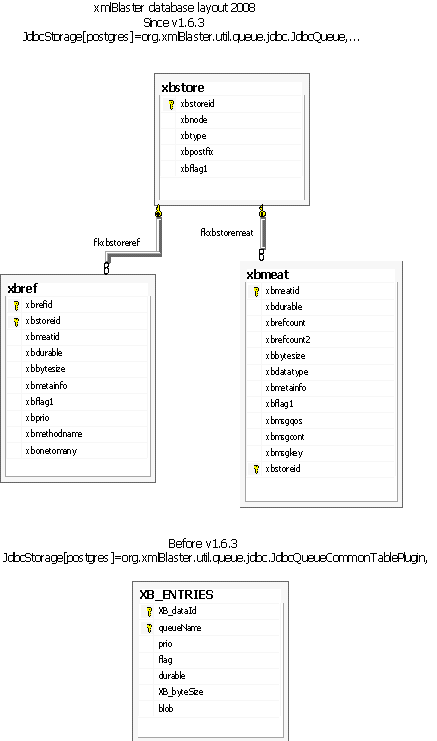 xmlBlaster database layout 2008
Since v1.6.3
JdbcStorage[postgres]=org.xmlBlaster.util.queue.jdbc.JdbcQueue,...
xbstore
xbstoreid
xbnode
xbtype
xbpostfix
xbflag1
fkxbstoreref
fkxbstoremeat
xbref
xbrefid
xbstoreid
xbmeatid
xbdurable
xbbytesize
xbmetainfo
xbflag1
xbprio
xbmethodname
xbonetomany
xbmeat
xbmeatid
xbdurable
xbrefcount
xbrefcount2
xbbytesize
xbdatatype
xbmetainfo
xbflag1
xbmsgqos
xbmsgcont
xbmsgkey
xbstoreid
Before v1.6.3
JdbcStorage[postgres]=org.xmlBlaster.util.queue.jdbc.JdbcQueueCommonTablePlugin,
XB_ENTRIES
XB_dataId
queueName
prio
flag
durable
XB_byteSize
blob